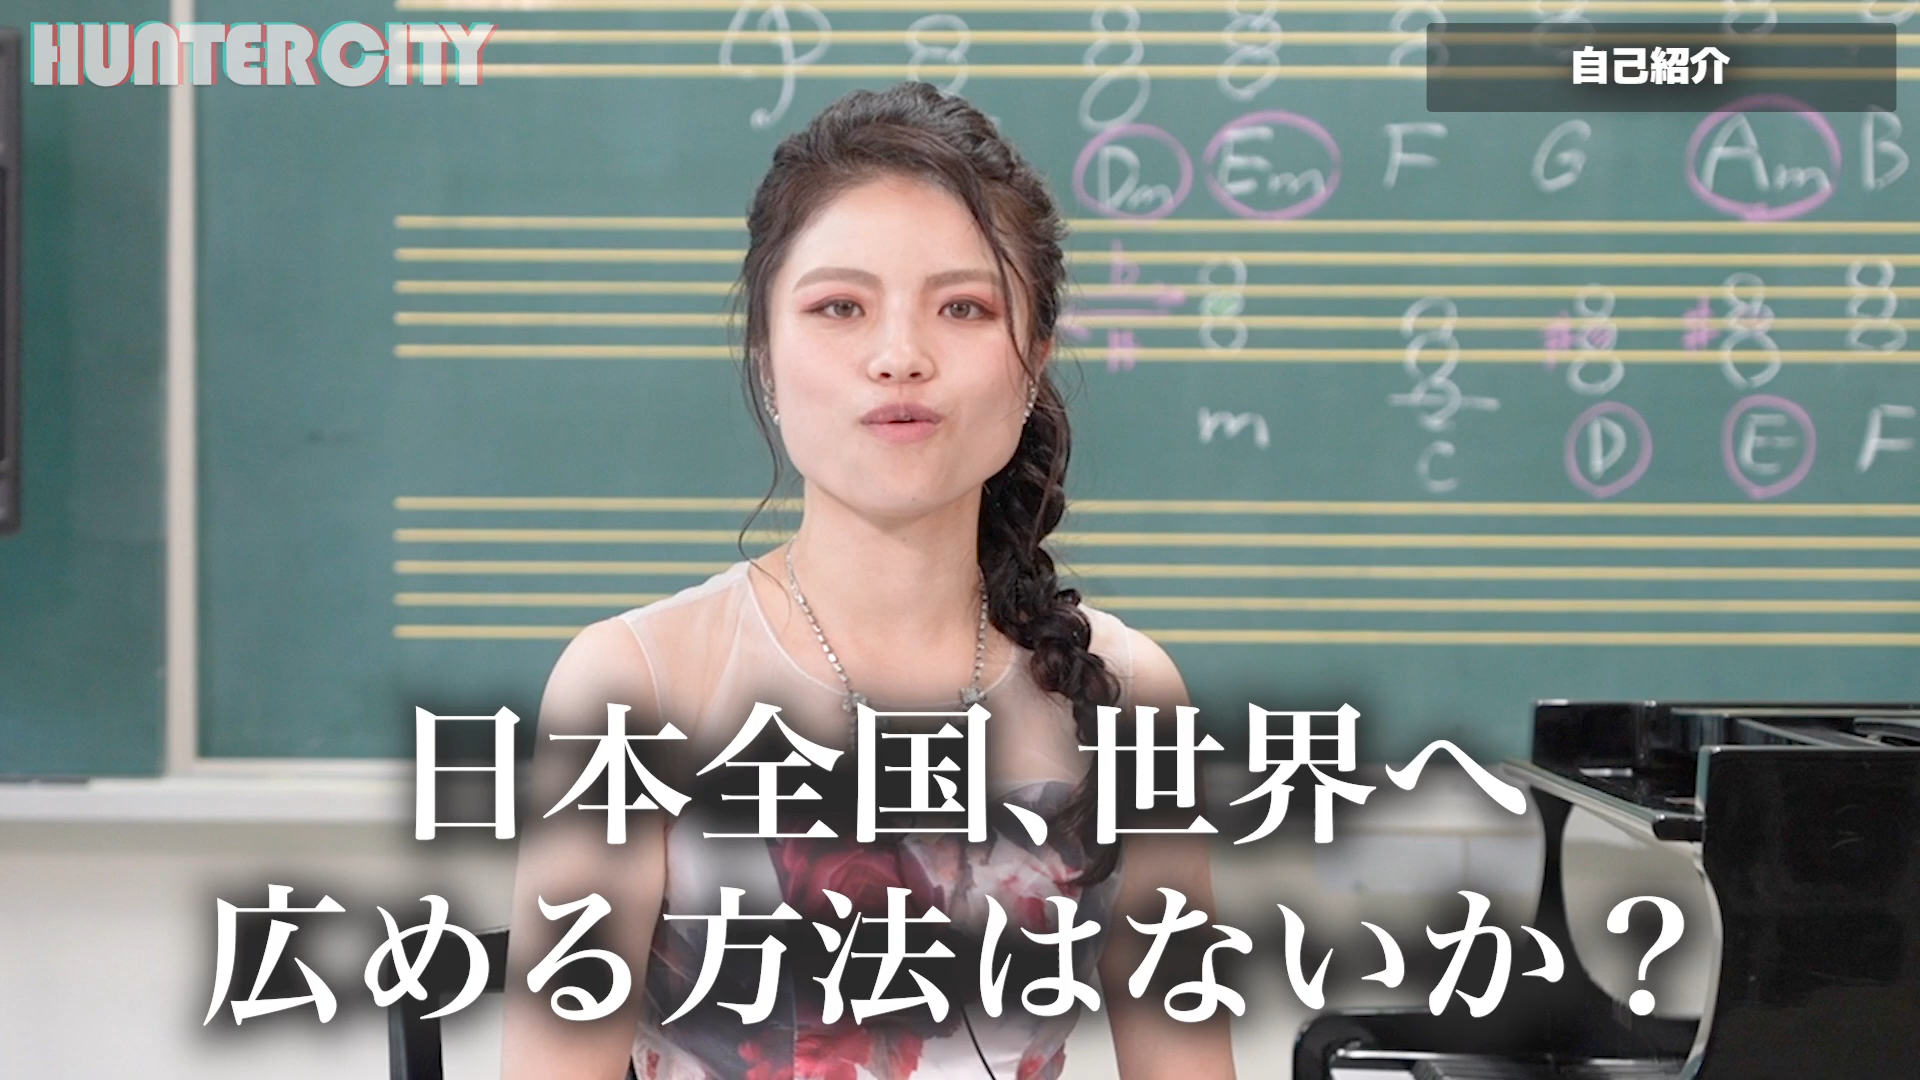 HUNTERCITY
自己紹介
Dm Em F G Am B
m C D E F
日本全国、世界へ
広める方法はないか？